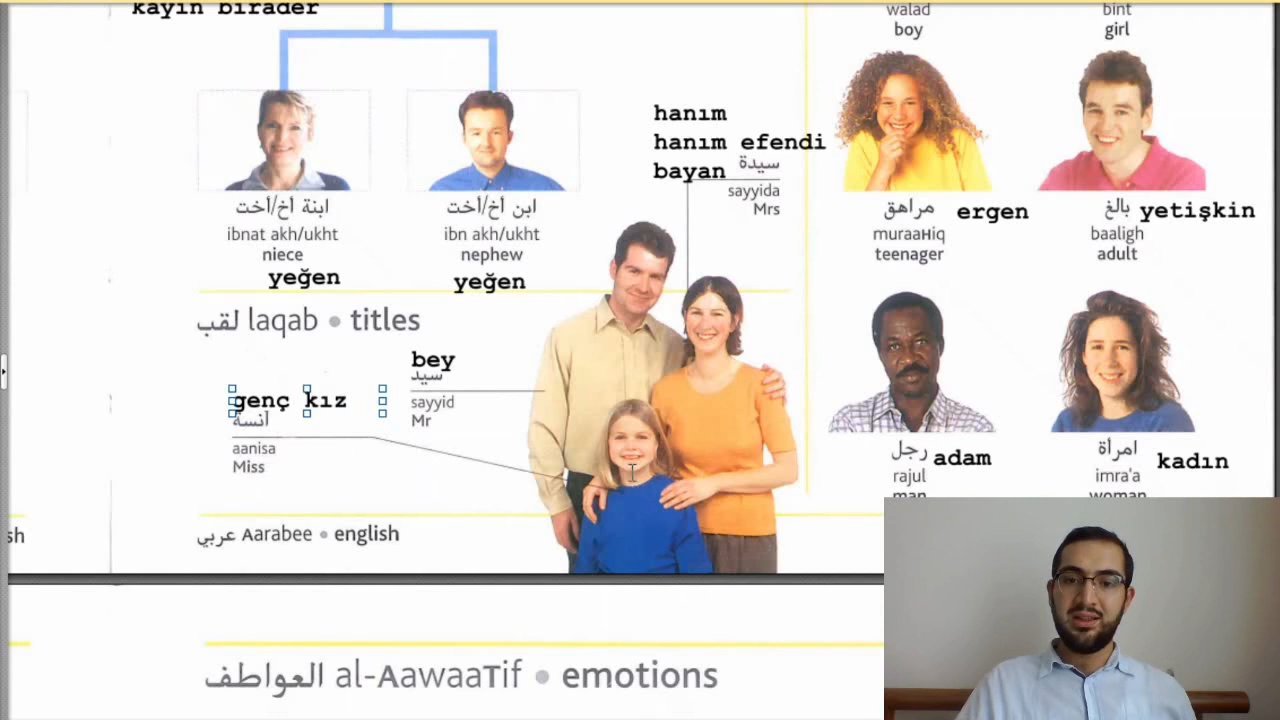 kayın birader
walad
boy
bint
girl
ابنة أخ/أخت
ibnat akh/ukht
niece
yeğen
ابن أخ/أخت
ibn akh/ukht
nephew
yeğen
hanım
hanım efendi
bayan
سيدة
sayyida
Mrs
مراهق
ergen
muraaHiq
teenager
بالغ
yetişkin
baaligh
adult
لقب laqab • titles
bey
سيد
sayyid
Mr
genç kız
آنسة
aanisa
Miss
رجل
adam
rajul
man
امرأة
kadın
imra'a
woman
sh
عربي Aarabee • english
العواطف al-AawaaTif • emotions